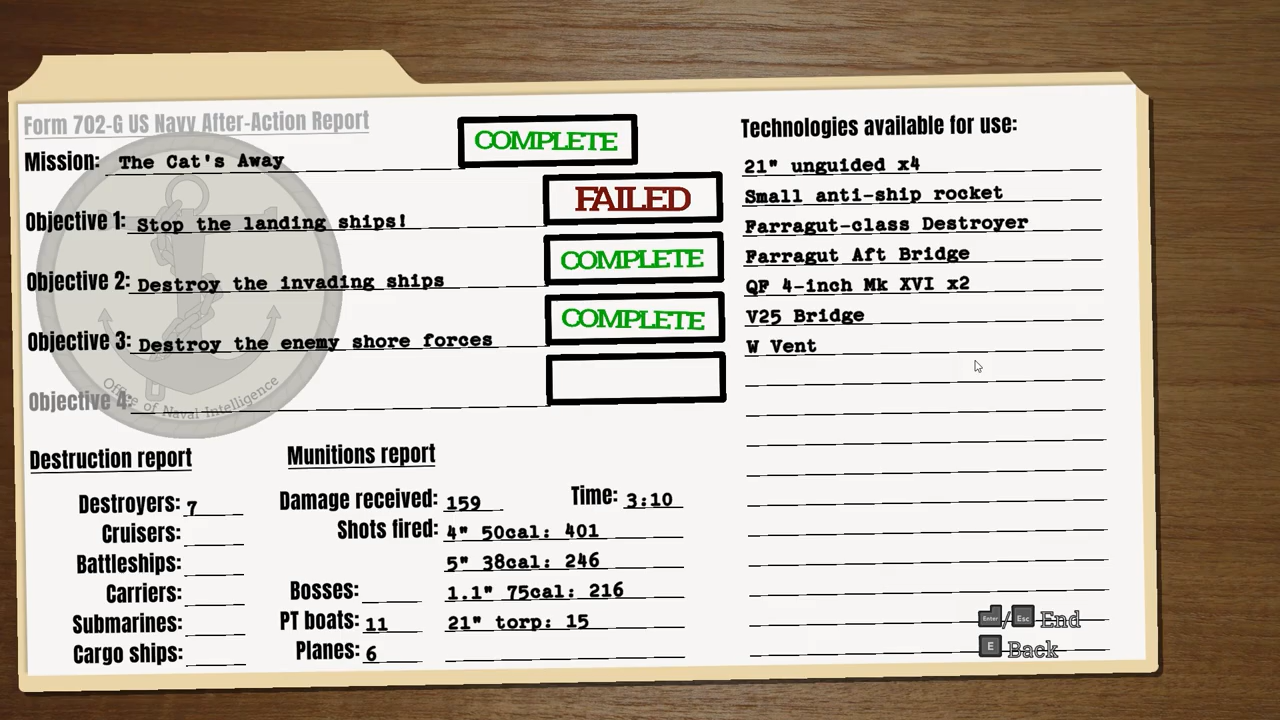 Form 702-G US Navy After-Action Report
Mission: The Cat's Away
COMPLETE
Objective 1: Stop the landing ships!
FAILED
Objective 2: Destroy the invading ships
COMPLETE
Objective 3: Destroy the enemy shore forces
COMPLETE
Objective 4:
Office of Naval Intelligence
Destruction report
Destroyers: 7
Cruisers:
Battleships:
Carriers:
Submarines:
Cargo ships:
Munitions report
Damage received: 159
Time: 3:10
Shots fired: 4" 50cal: 401
5" 38cal: 246
Bosses:
1.1" 75cal: 216
PT boats: 11
21" torp: 15
Planes: 6
Technologies available for use:
21" unguided x4
Small anti-ship rocket
Farragut-class Destroyer
Farragut Aft Bridge
QF 4-inch Mk XVI x2
V25 Bridge
W Vent
Enter/Esc End
E Back